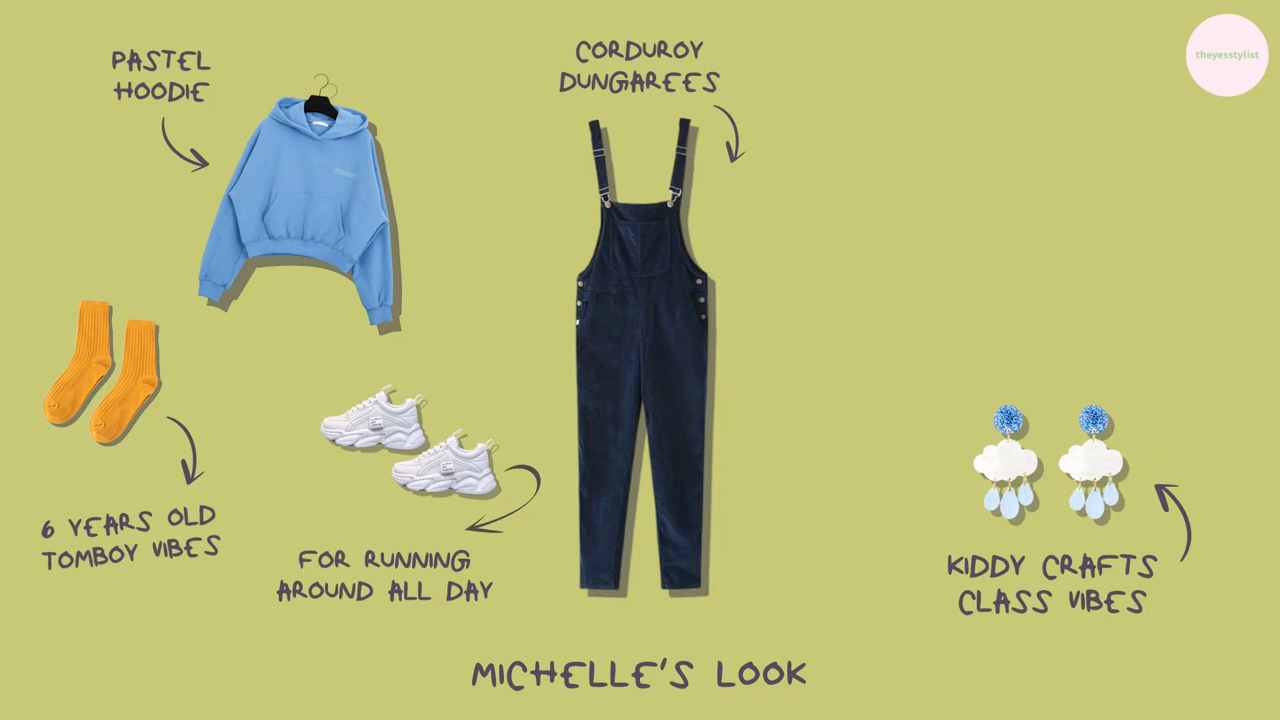 PASTEL
HOODIE
CORDUROY
DUNGAREES
theyesstylist
6 YEARS OLD
TOMBOY VIBES
FOR RUNNING
AROUND ALL DAY
KIDDY CRAFTS
CLASS VIBES
MICHELLE'S LOOK